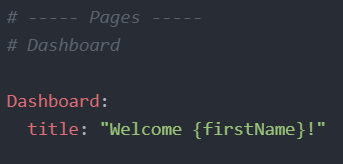 # ----- Pages -----
# Dashboard
Dashboard:
title: "Welcome {firstName}!"